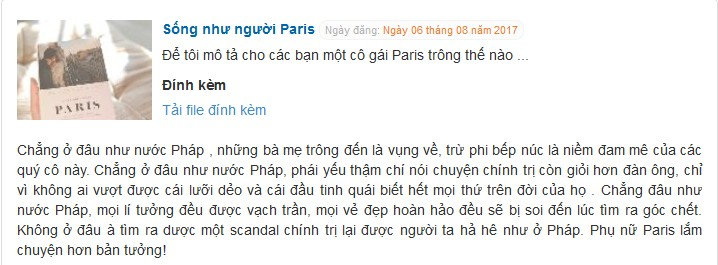 Sống như người Paris Ngày đăng: Ngày 06 tháng 08 năm 2017
Để tôi mô tả cho các bạn một cô gái Paris trông thế nào ...
Đính kèm
Tải file đính kèm
PARIS
Chẳng ở đâu như nước Pháp , những bà mẹ trông đến là vụng về, trừ phi bếp núc là niềm đam mê của các
quý cô này. Chẳng ở đâu như nước Pháp, phái yếu thậm chí nói chuyện chính trị còn giỏi hơn đàn ông, chỉ
vì không ai vượt được cái lưỡi dẻo và cái đầu tinh quái biết hết mọi thứ trên đời của họ . Chẳng đâu như
nước Pháp, mọi lí tưởng đều được vạch trần, mọi vẻ đẹp hoàn hảo đều sẽ bị soi đến lúc tìm ra góc chết.
Không ở đâu à tìm ra dược một scandal chính trị lại được người ta hả hê như ở Pháp. Phụ nữ Paris lắm
chuyện hơn bản tưởng!